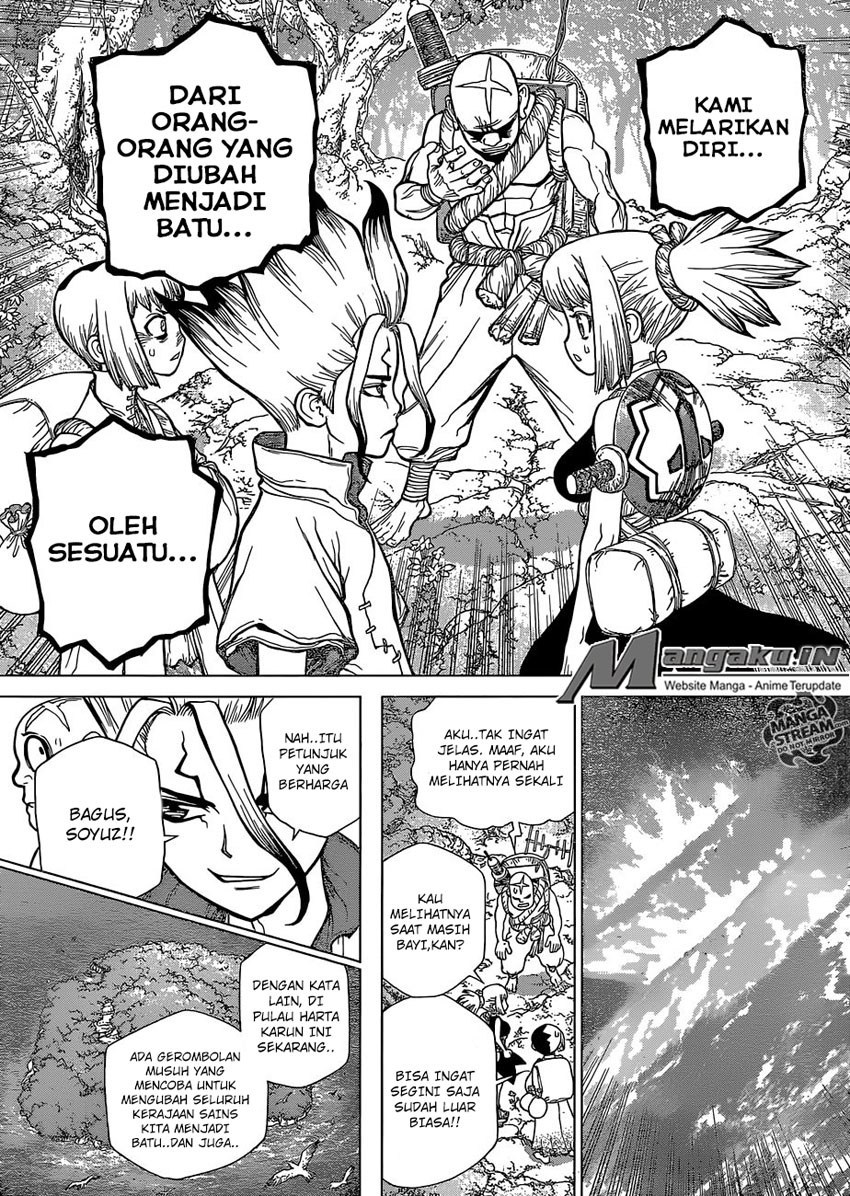 KAMI
MELARIKAN
DIRI...
DARI
ORANG-
ORANG YANG
DIUBAH
MENJADI
BATU...
OLEH
SESUATU...
Mangaku.IN
Website Manga - Anime Terupdate
MANGA
STREAM
DO NOT MIRROR
AKU..TAK INGAT
JELAS. MAAF, AKU
HANYA PERNAH
MELIHATNYA SEKALI
KAU
MELIHATNYA
SAAT MASIH
BAYI,KAN?
BISA INGAT
SEGINI SAJA
SUDAH LUAR
BIASA!!
NAH..ITU
PETUNJUK
YANG
BERHARGA
BAGUS,
SOYUZ!!
DENGAN KATA
LAIN, DI
PULAU HARTA
KARUN INI
SEKARANG..
ADA GEROMBOLAN
MUSUH YANG
MENCOBA UNTUK
MENGUBAH SELURUH
KERAJAAN SAINS
KITA MENJADI
BATU..DAN JUGA..